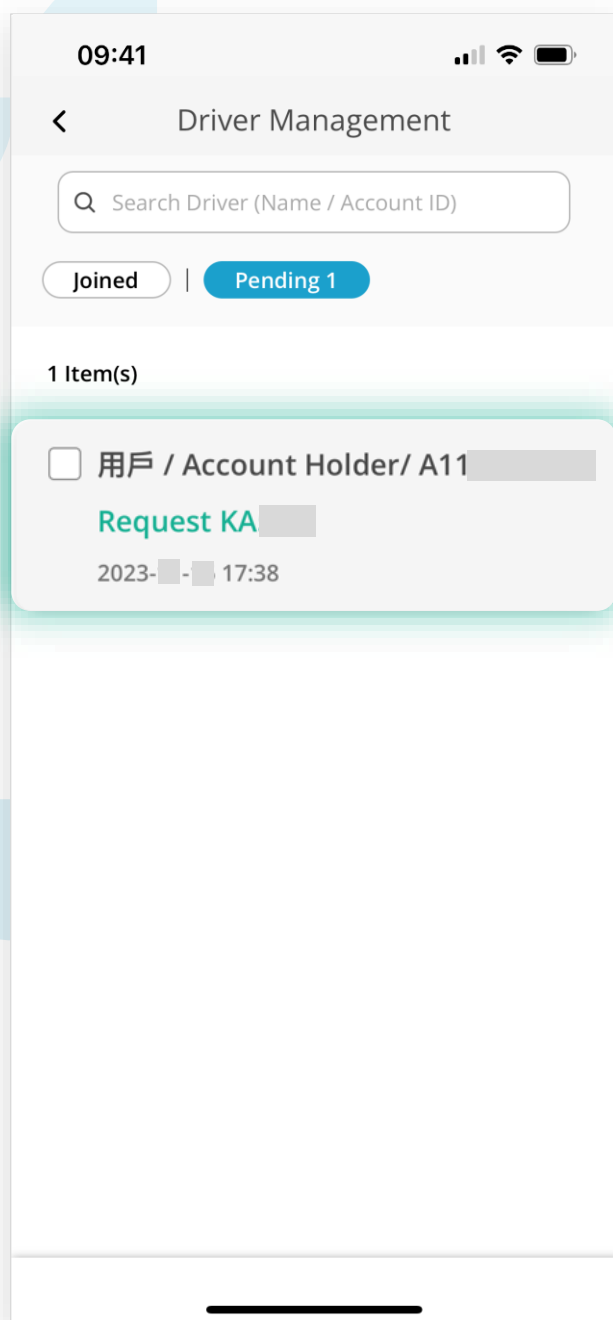 09:41
Driver Management
Search Driver (Name / Account ID)
Joined | Pending 1
1 Item(s)
用戶 / Account Holder/ A11
Request KA
2023- - 17:38